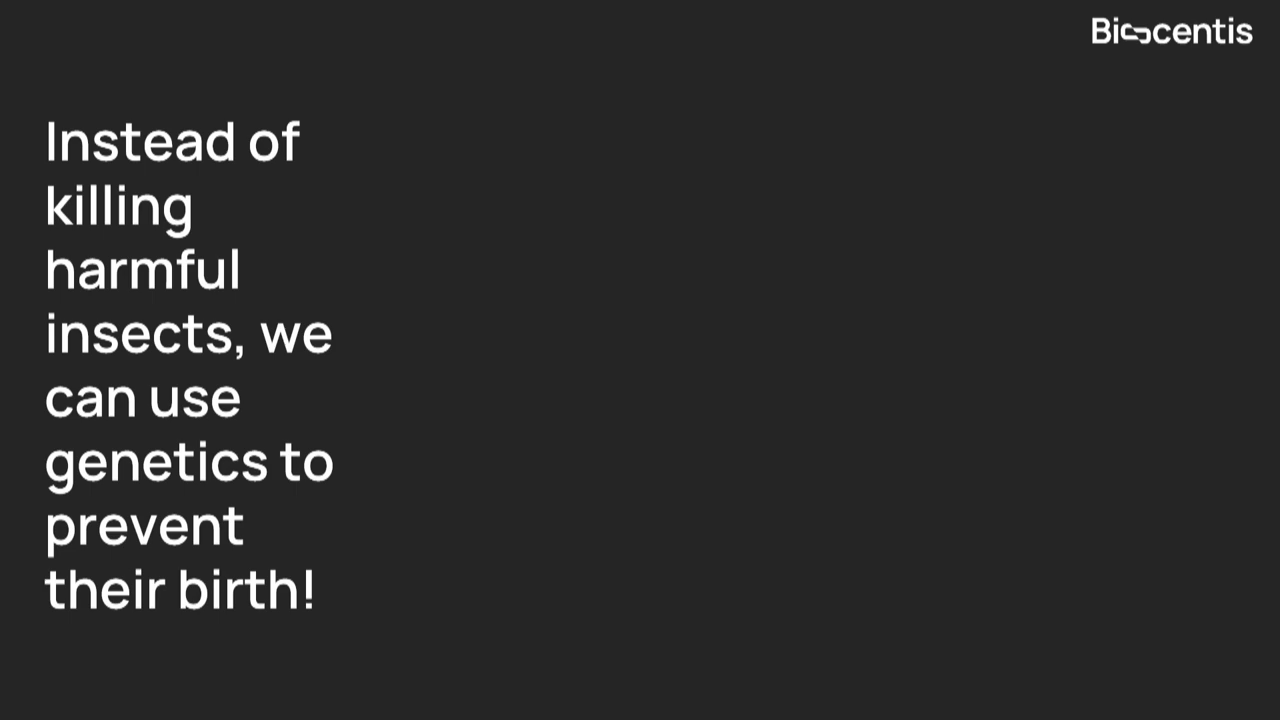 Biocentis
Instead of
killing
harmful
insects, we
can use
genetics to
prevent
their birth!